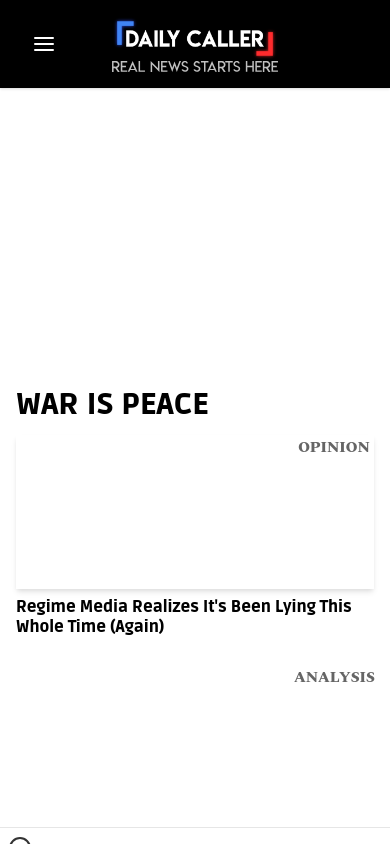 DAILY CALLER
REAL NEWS STARTS HERE
WAR IS PEACE
OPINION
Regime Media Realizes It's Been Lying This
Whole Time (Again)
ANALYSIS